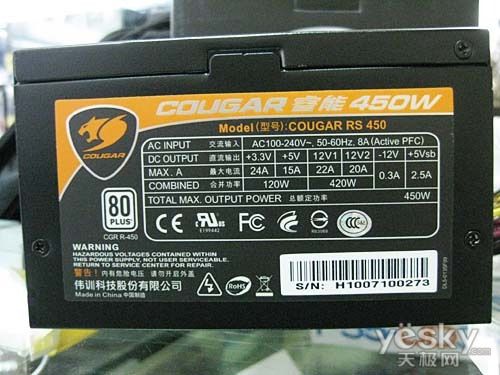 COUGAR 睿能 450W
Model (型号): COUGAR RS 450
COUGAR
AC INPUT 交流输入 AC100-240V~, 50-60Hz, 8A (Active PFC)
DC OUTPUT 直流输出 +3.3V +5V 12V1 12V2 -12V +5Vsb
MAX. A 最大电流 24A 15A 22A 20A 0.3A 2.5A
COMBINED 合并功率 120W 420W
TOTAL MAX. OUTPUT POWER 总额定功率 450W
80 PLUS
CGR R-450
CE
E199442
FC
CCC
WARNING
HAZARDOUS VOLTAGES CONTAINED WITHIN
THIS POWER SUPPLY, NOT USER SERVICEABLE.
RETURN TO SERVICE CENTER FOR REPAIR.
警告！内有危险电压，请勿打开外盖
伟训科技股份有限公司
Made in China 中国制造
RoHS
S/N: H1007100273
yesky
天极网